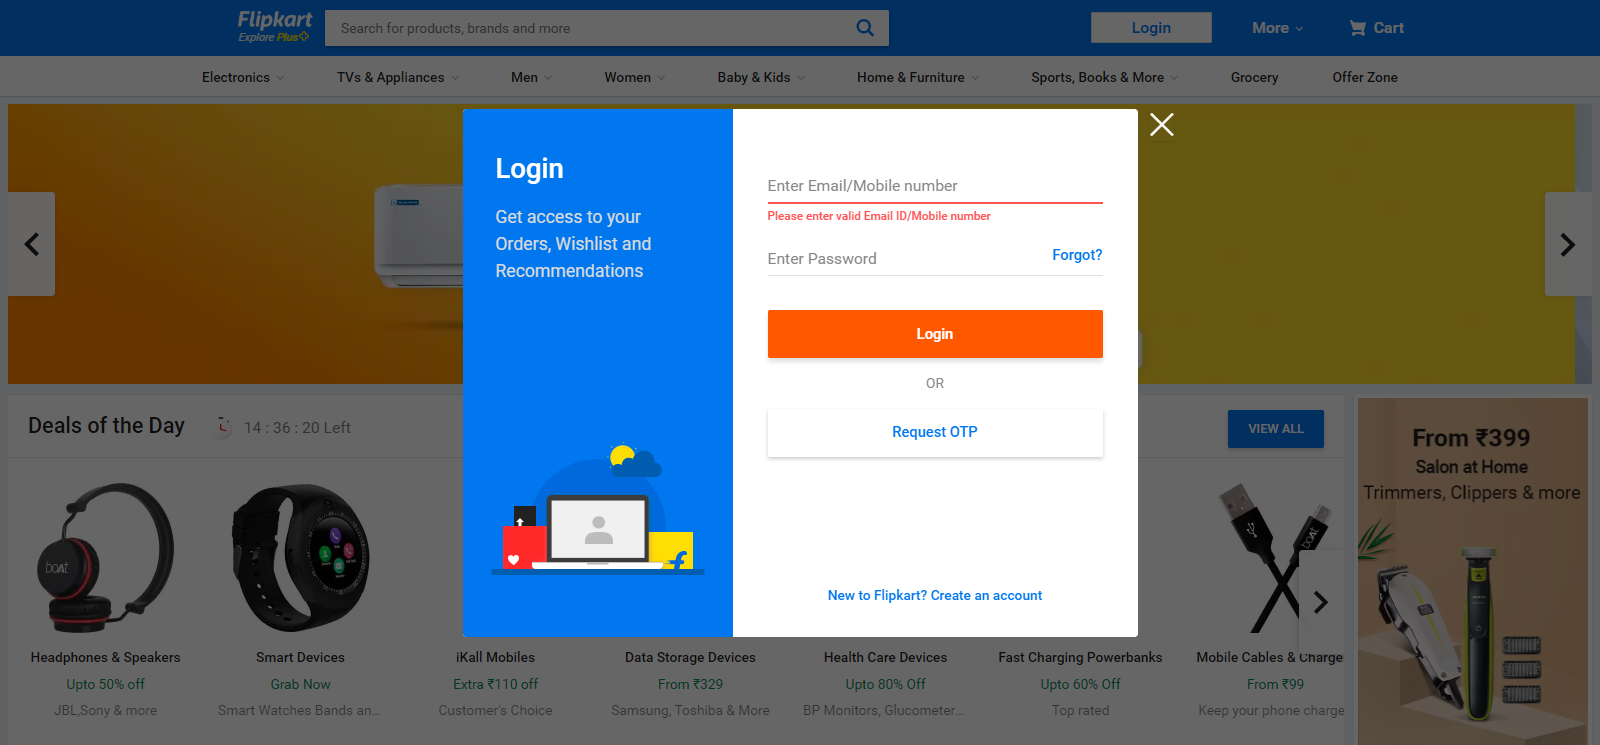 Flipkart
Explore Plus
Search for products, brands and more
Login
More
Cart
Electronics
TVs & Appliances
Men
Women
Baby & Kids
Home & Furniture
Sports, Books & More
Grocery
Offer Zone
Login
Get access to your
Orders, Wishlist and
Recommendations
Enter Email/Mobile number
Please enter valid Email ID/Mobile number
Enter Password
Forgot?
Login
OR
Request OTP
New to Flipkart? Create an account
Deals of the Day
14 : 36 : 20 Left
VIEW ALL
boAt
boAt
Headphones & Speakers
Upto 50% off
JBL,Sony & more
Smart Devices
Grab Now
Smart Watches Bands an...
iKall Mobiles
Extra ₹110 off
Customer's Choice
Data Storage Devices
From ₹329
Samsung, Toshiba & More
Health Care Devices
Upto 80% Off
BP Monitors, Glucometer...
Fast Charging Powerbanks
Upto 60% Off
Top rated
Mobile Cables & Charge
From ₹99
Keep your phone charge
From ₹399
Salon at Home
Trimmers, Clippers & more